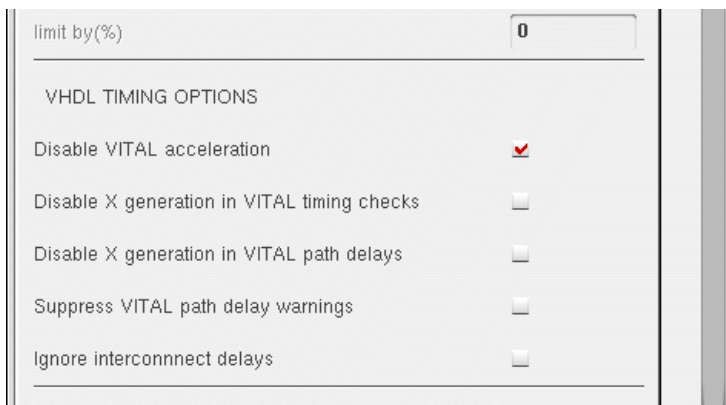 limit by(%)
0
VHDL TIMING OPTIONS
Disable VITAL acceleration
Disable X generation in VITAL timing checks
Disable X generation in VITAL path delays
Suppress VITAL path delay warnings
Ignore interconnnect delays